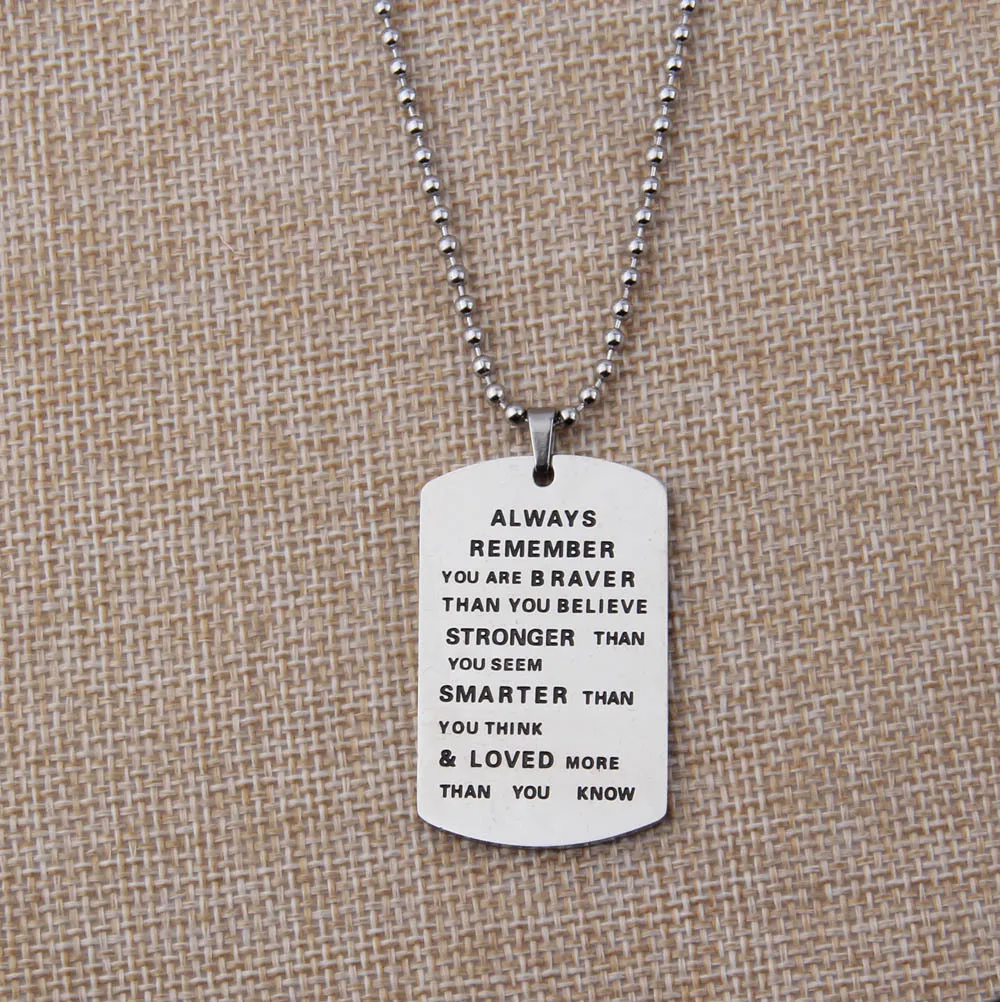 ALWAYS
REMEMBER
YOU ARE BRAVER
THAN YOU BELIEVE
STRONGER THAN
YOU SEEM
SMARTER THAN
YOU THINK
& LOVED MORE
THAN YOU KNOW